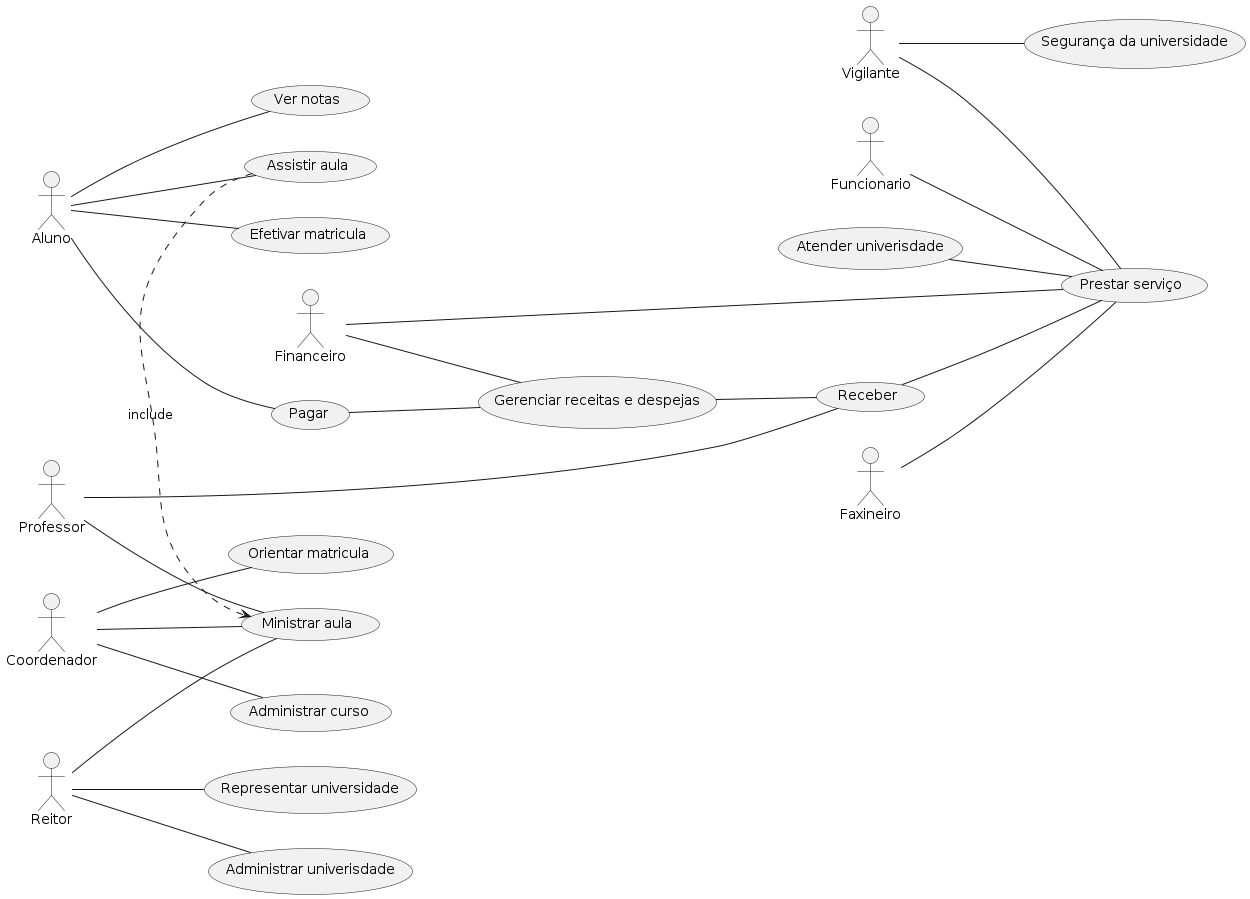 Vigilante
Segurança da universidade
Ver notas
Funcionario
Assistir aula
Aluno
Efetivar matricula
Atender univerisdade
Prestar serviço
Financeiro
include
Pagar
Gerenciar receitas e despejas
Receber
Professor
Faxineiro
Orientar matricula
Coordenador
Ministrar aula
Administrar curso
Reitor
Representar universidade
Administrar univerisdade